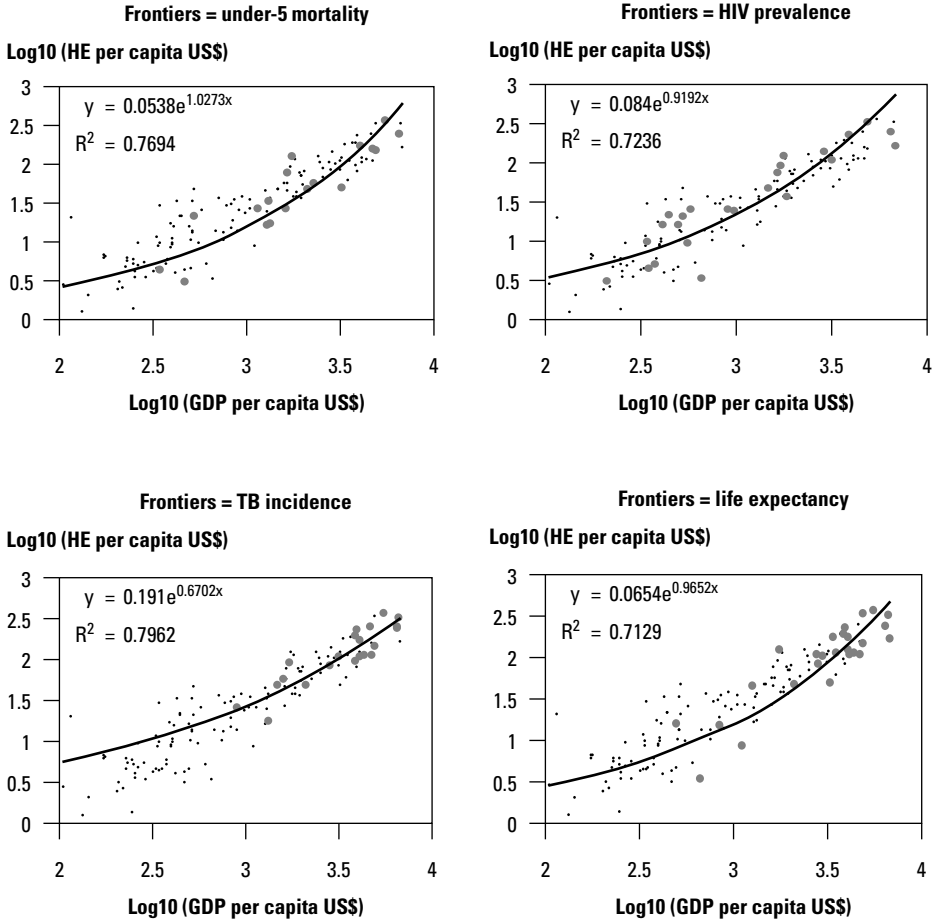 Frontiers = under-5 mortality
Log10 (HE per capita US$)
3
2.5
2
1.5
1
0.5
0
y = 0.0538e^1.0273x
R² = 0.7694
2 2.5 3 3.5 4
Log10 (GDP per capita US$)
Frontiers = HIV prevalence
Log10 (HE per capita US$)
3
2.5
2
1.5
1
0.5
0
y = 0.084e^0.9192x
R² = 0.7236
2 2.5 3 3.5 4
Log10 (GDP per capita US$)
Frontiers = TB incidence
Log10 (HE per capita US$)
3
2.5
2
1.5
1
0.5
0
y = 0.191e^0.6702x
R² = 0.7962
2 2.5 3 3.5 4
Log10 (GDP per capita US$)
Frontiers = life expectancy
Log10 (HE per capita US$)
3
2.5
2
1.5
1
0.5
0
y = 0.0654e^0.9652x
R² = 0.7129
2 2.5 3 3.5 4
Log10 (GDP per capita US$)